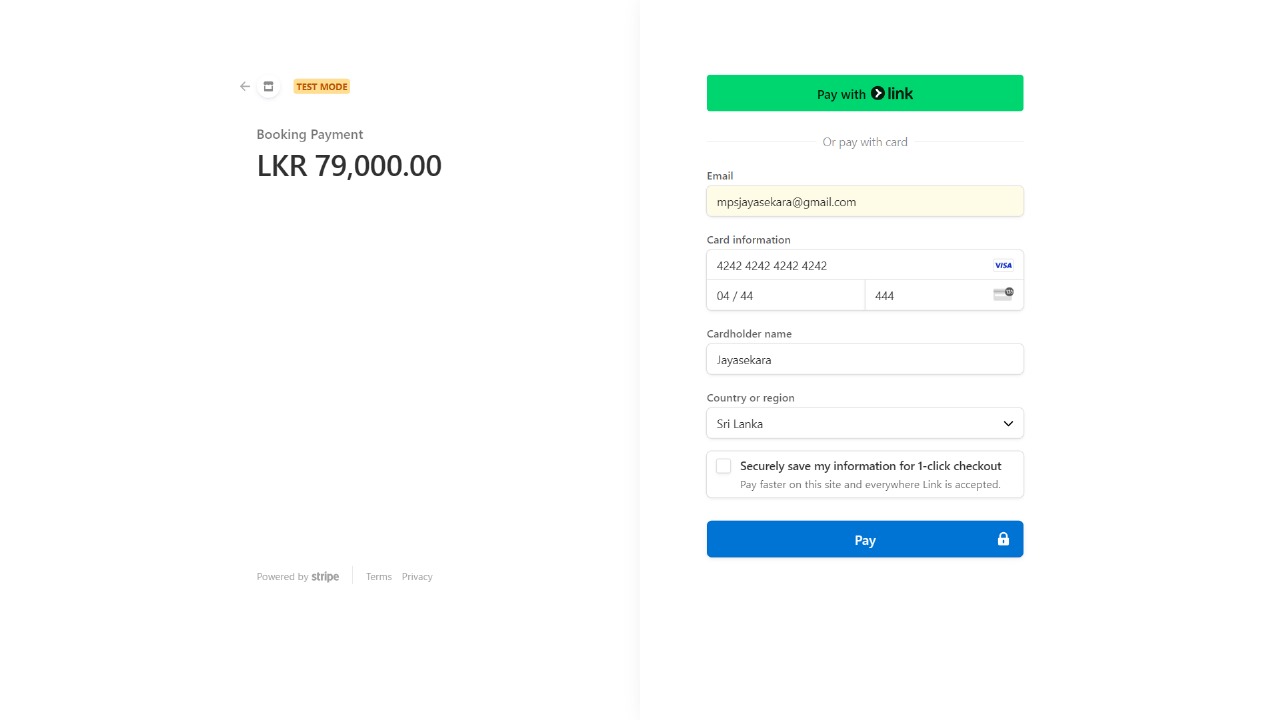 TEST MODE
Booking Payment
LKR 79,000.00
Powered by stripe
Terms Privacy
Pay with link
Or pay with card
Email
mpsjayasekara@gmail.com
Card information
4242 4242 4242 4242 VISA
04 / 44
444
Cardholder name
Jayasekara
Country or region
Sri Lanka
Securely save my information for 1-click checkout
Pay faster on this site and everywhere Link is accepted.
Pay